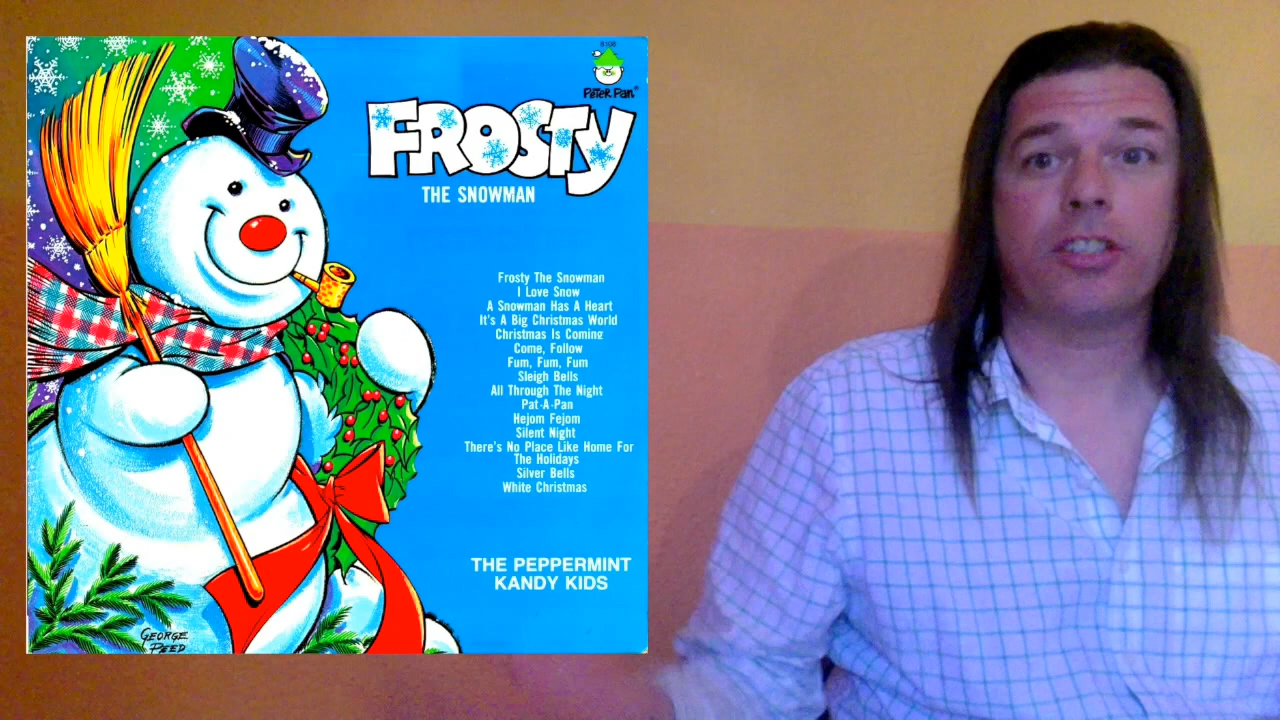 8108
PETER PAN®
FROSTY
THE SNOWMAN
Frosty The Snowman
I Love Snow
A Snowman Has A Heart
It's A Big Christmas World
Christmas Is Coming
Come, Follow
Fum, Fum, Fum
Sleigh Bells
All Through The Night
Pat-A-Pan
Hejom Fejom
Silent Night
There's No Place Like Home For
The Holidays
Silver Bells
White Christmas
THE PEPPERMINT
KANDY KIDS
GEORGE
PEED